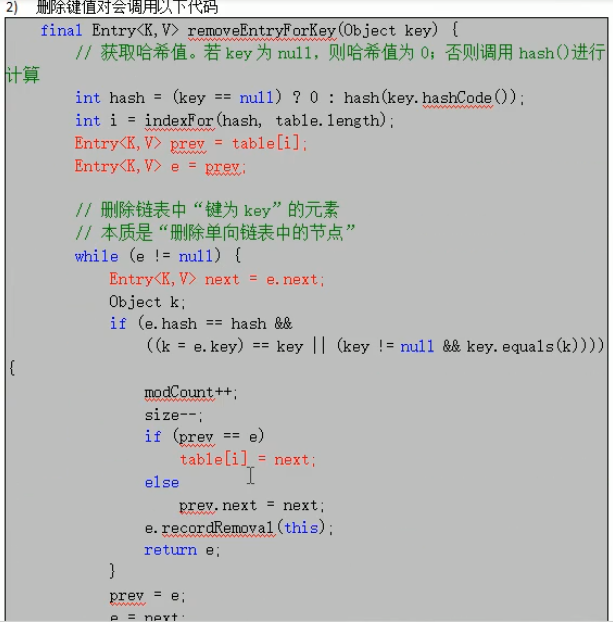 2) 删除键值对会调用以下代码
final Entry<K,V> removeEntryForKey(Object key) {
// 获取哈希值。若 key 为 null，则哈希值为 0；否则调用 hash()进行
计算
int hash = (key == null) ? 0 : hash(key.hashCode());
int i = indexFor(hash, table.length);
Entry<K,V> prev = table[i];
Entry<K,V> e = prev;
// 删除链表中“键为 key”的元素
// 本质是“删除单向链表中的节点”
while (e != null) {
Entry<K,V> next = e.next;
Object k;
if (e.hash == hash &&
((k = e.key) == key || (key != null && key.equals(k))))
{
modCount++;
size--;
if (prev == e)
table[i] = next;
else
prev.next = next;
e.recordRemoval(this);
return e;
}
prev = e;
e = next;